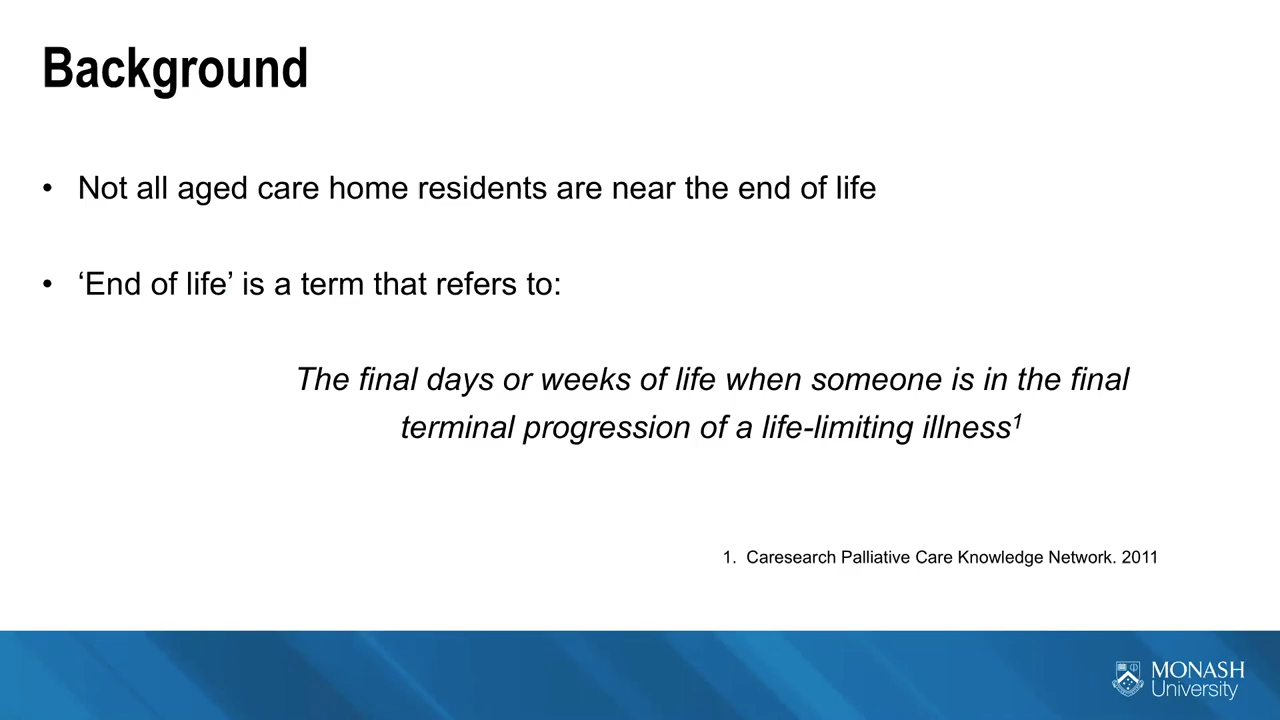 Background
• Not all aged care home residents are near the end of life
• ‘End of life’ is a term that refers to:
The final days or weeks of life when someone is in the final
terminal progression of a life-limiting illness1
1. Caresearch Palliative Care Knowledge Network. 2011
MONASH
University